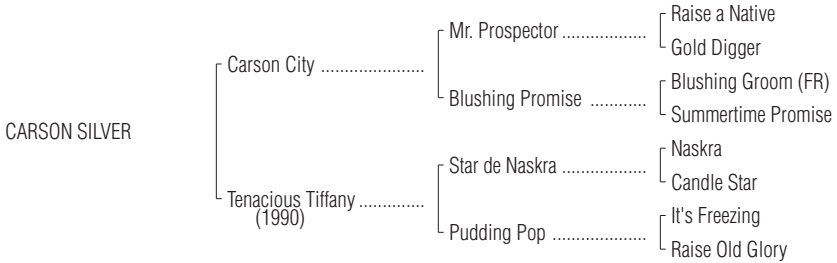 Raise a Native
Mr. Prospector ..................
Gold Digger
Carson City ......................
Blushing Groom (FR)
Blushing Promise ............
Summertime Promise
CARSON SILVER
Naskra
Star de Naskra ..................
Candle Star
Tenacious Tiffany ..............
(1990)
It's Freezing
Pudding Pop ....................
Raise Old Glory